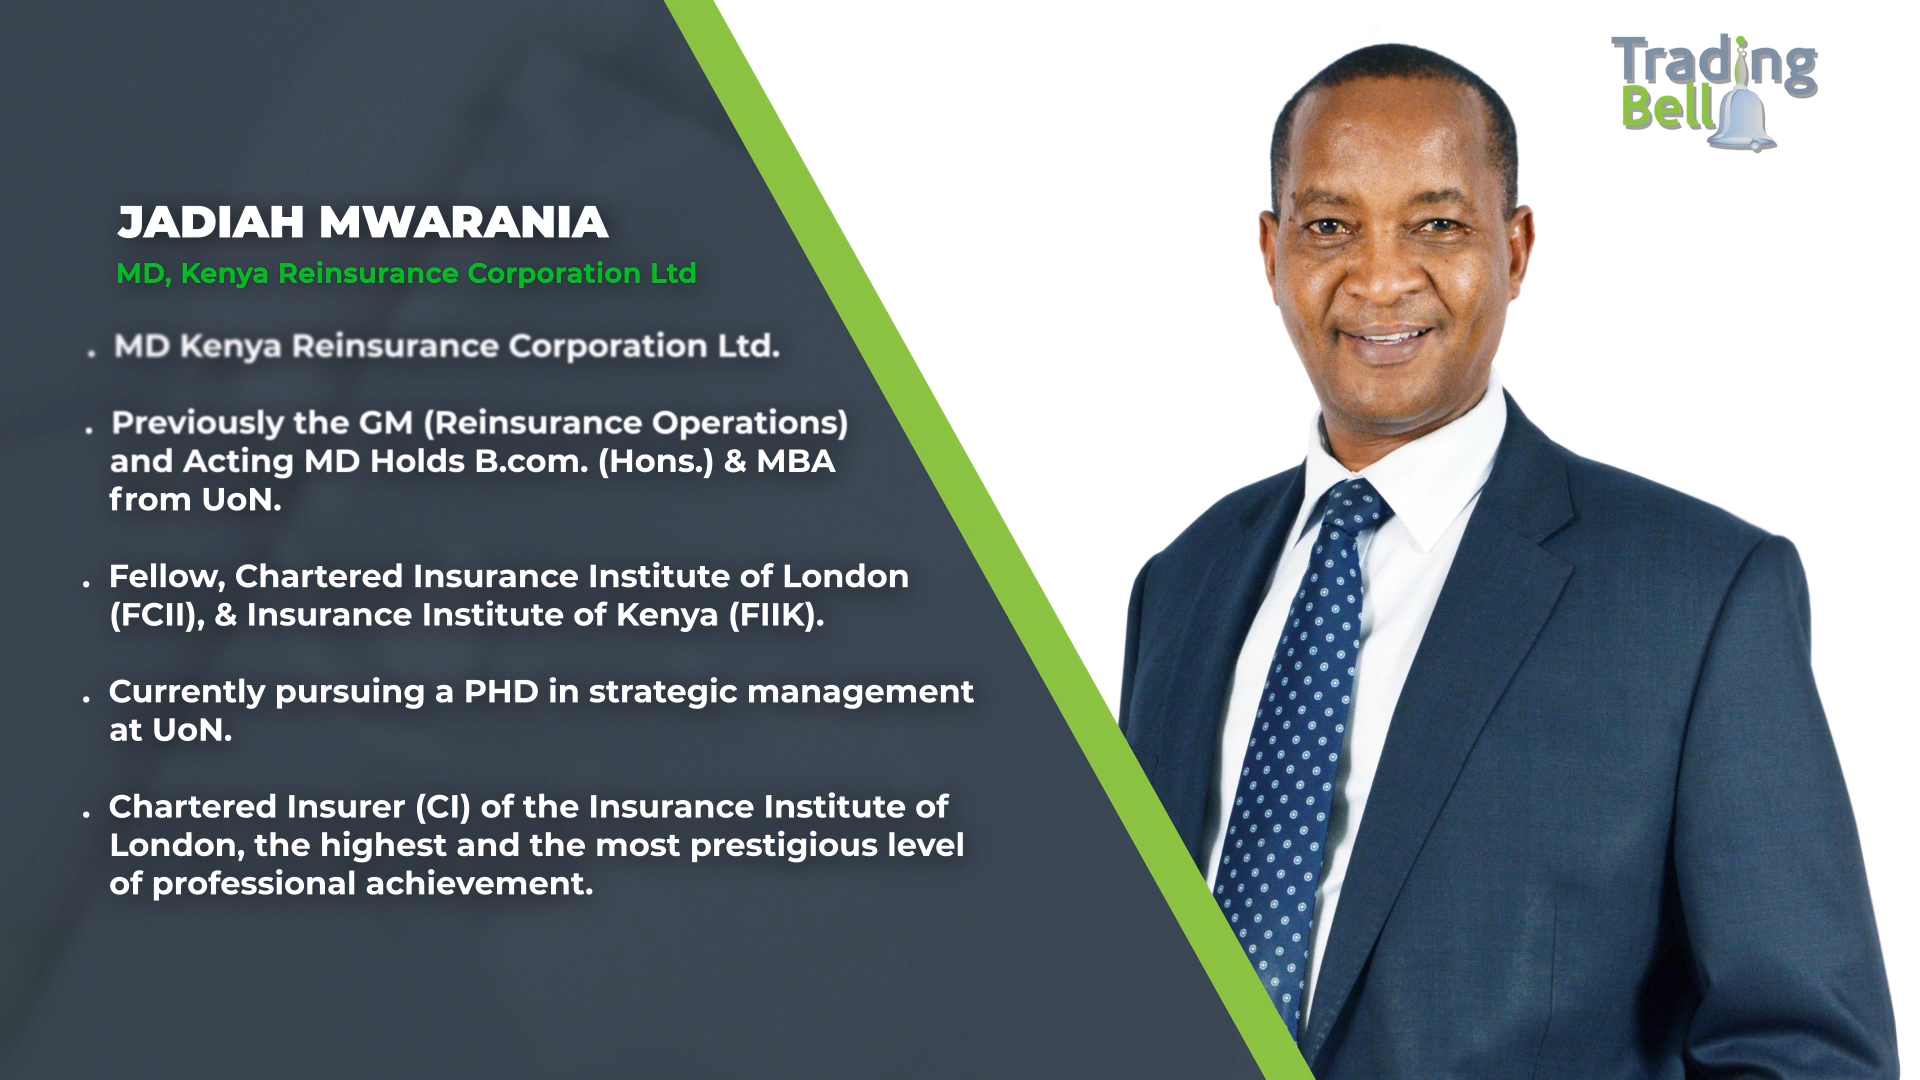 Trading
Bell
JADIAH MWARANIA
MD, Kenya Reinsurance Corporation Ltd
. MD Kenya Reinsurance Corporation Ltd.
. Previously the GM (Reinsurance Operations)
and Acting MD Holds B.com. (Hons.) & MBA
from UoN.
. Fellow, Chartered Insurance Institute of London
(FCII), & Insurance Institute of Kenya (FIIK).
. Currently pursuing a PHD in strategic management
at UoN.
. Chartered Insurer (CI) of the Insurance Institute of
London, the highest and the most prestigious level
of professional achievement.